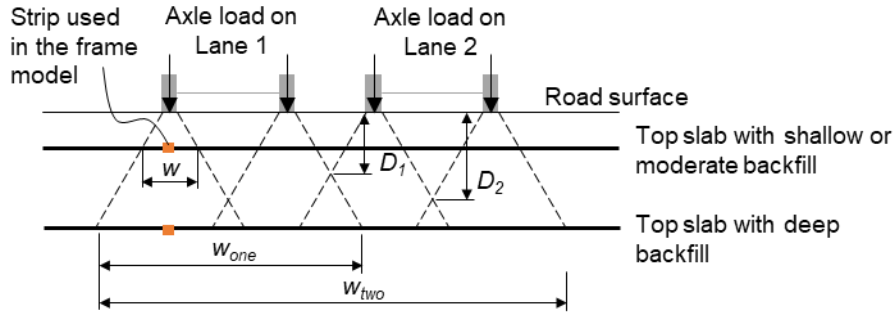 Strip used
in the frame
model
Axle load on
Lane 1
Axle load on
Lane 2
Road surface
Top slab with shallow or
moderate backfill
w
D1
D2
Top slab with deep
backfill
wone
wtwo